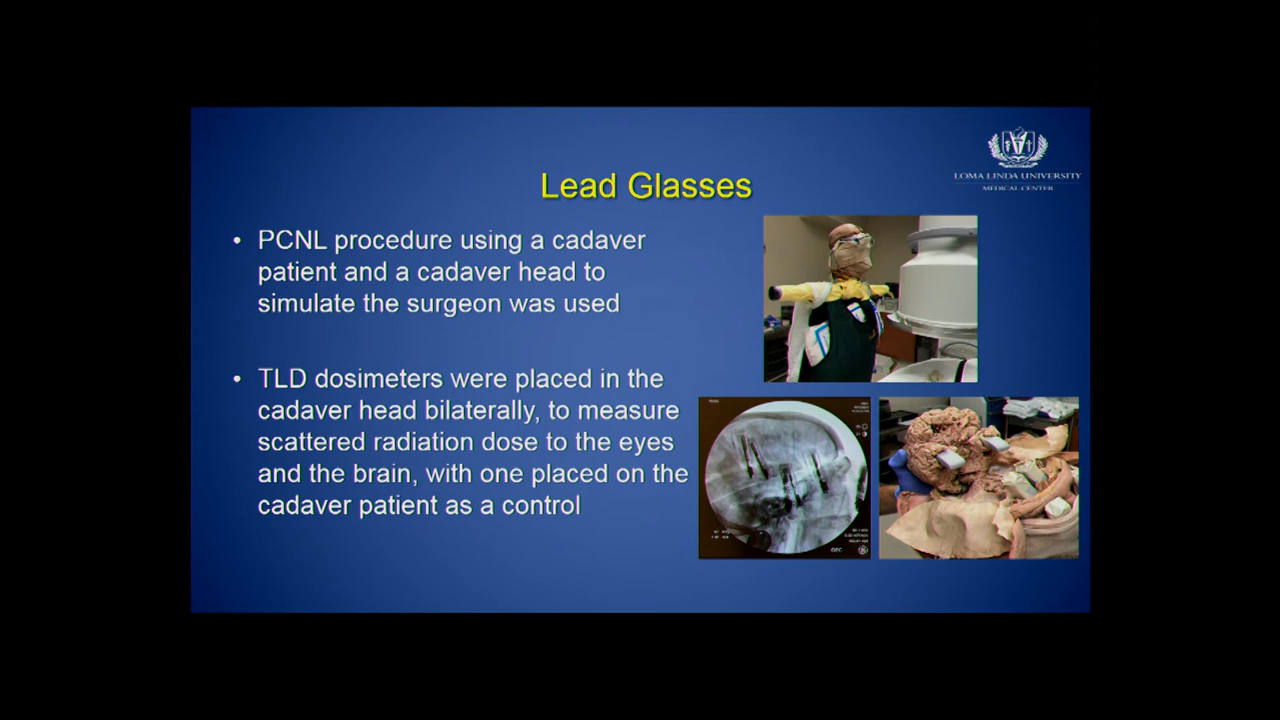 LOMA LINDA UNIVERSITY
MEDICAL CENTER
Lead Glasses
• PCNL procedure using a cadaver
patient and a cadaver head to
simulate the surgeon was used
• TLD dosimeters were placed in the
cadaver head bilaterally, to measure
scattered radiation dose to the eyes
and the brain, with one placed on the
cadaver patient as a control
OEC